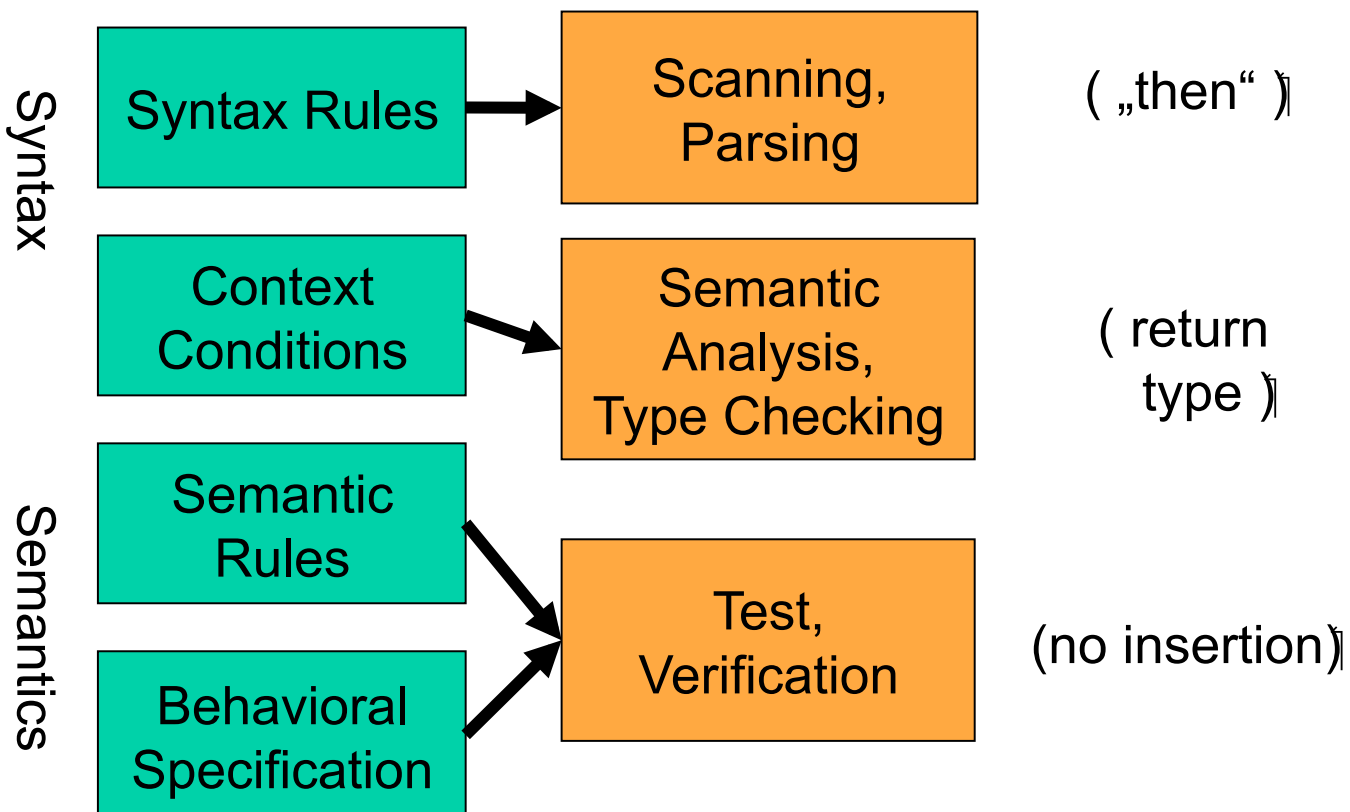 Syntax
Syntax Rules
Scanning,
Parsing
( „then“ )
Context
Conditions
Semantic
Analysis,
Type Checking
( return
type )
Semantics
Semantic
Rules
Behavioral
Specification
Test,
Verification
(no insertion)